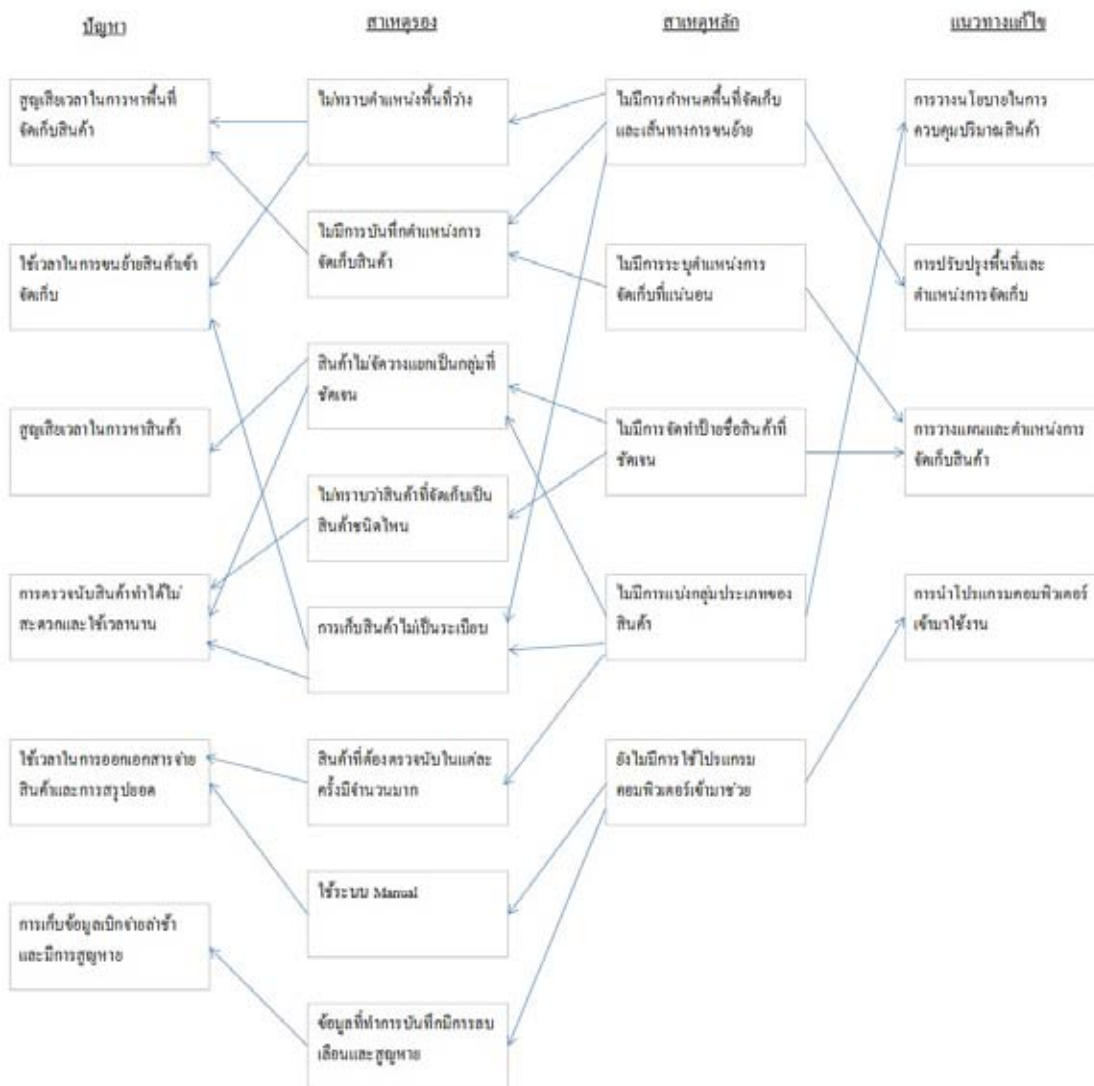 ปัญหา
สาเหตุรอง
สาเหตุหลัก
แนวทางแก้ไข
สูญเสียเวลาในการหาพื้นที่
จัดเก็บสินค้า
ใช้เวลาในการขนย้ายสินค้าเข้า
จัดเก็บ
สูญเสียเวลาในการหาสินค้า
การตรวจนับสินค้าทำได้ไม่
สะดวกและใช้เวลานาน
ใช้เวลาในการออกเอกสารจ่าย
สินค้าและการสรุปยอด
การเก็บข้อมูลเบิกจ่ายล่าช้า
และมีการสูญหาย
ไม่ทราบตำแหน่งพื้นที่ว่าง
ไม่มีการบันทึกตำแหน่งการ
จัดเก็บสินค้า
สินค้าไม่จัดวางแยกเป็นกลุ่มที่
ชัดเจน
ไม่ทราบว่าสินค้าที่จัดเก็บเป็น
สินค้าชนิดไหน
การเก็บสินค้าไม่เป็นระเบียบ
สินค้าที่ต้องตรวจนับในแต่ละ
ครั้งมีจำนวนมาก
ใช้ระบบ Manual
ข้อมูลที่ทำการบันทึกมีการลบ
เลือนและสูญหาย
ไม่มีการกำหนดพื้นที่จัดเก็บ
และเส้นทางการขนย้าย
ไม่มีการระบุตำแหน่งการ
จัดเก็บที่แน่นอน
ไม่มีการจัดทำป้ายชื่อสินค้าที่
ชัดเจน
ไม่มีการแบ่งกลุ่มประเภทของ
สินค้า
ยังไม่มีการใช้โปรแกรม
คอมพิวเตอร์เข้ามาช่วย
การวางนโยบายในการ
ควบคุมปริมาณสินค้า
การปรับปรุงพื้นที่และ
ตำแหน่งการจัดเก็บ
การวางแผนและตำแหน่งการ
จัดเก็บสินค้า
การนำโปรแกรมคอมพิวเตอร์
เข้ามาใช้งาน